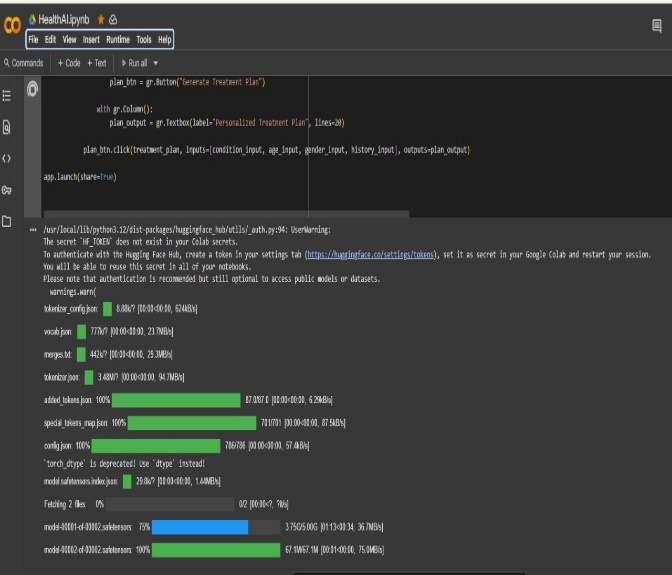 HealthAI.ipynb
File Edit View Insert Runtime Tools Help
Commands + Code + Text Run all
plan_btn = gr.Button("Generate Treatment Plan")
with gr.Column():
plan_output = gr.Textbox(label="Personalized Treatment Plan", lines=20)
plan_btn.click(treatment_plan, inputs=[condition_input, age_input, gender_input, history_input], outputs=plan_output)
app.launch(share=True)
/usr/local/lib/python3.12/dist-packages/huggingface_hub/utils/_auth.py:94: UserWarning:
The secret `HF_TOKEN` does not exist in your Colab secrets.
To authenticate with the Hugging Face Hub, create a token in your settings tab (https://huggingface.co/settings/tokens), set it as secret in your Google Colab and restart your session.
You will be able to reuse this secret in all of your notebooks.
Please note that authentication is recommended but still optional to access public models or datasets.
warnings.warn(
tokenizer_config.json: 8.88k/? [00:00<00:00, 624kB/s]
vocab.json: 777k/? [00:00<00:00, 23.7MB/s]
merges.txt: 442k/? [00:00<00:00, 29.3MB/s]
tokenizer.json: 3.48M/? [00:00<00:00, 94.7MB/s]
added_tokens.json: 100% 87.0/87.0 [00:00<00:00, 6.29kB/s]
special_tokens_map.json: 100% 701/701 [00:00<00:00, 87.5kB/s]
config.json: 100% 786/786 [00:00<00:00, 57.4kB/s]
`torch_dtype` is deprecated! Use `dtype` instead!
model.safetensors.index.json: 29.8k/? [00:00<00:00, 1.44MB/s]
Fetching 2 files: 0% 0/2 [00:00<?, ?it/s]
model-00001-of-00002.safetensors: 75% 3.75G/5.00G [01:13<00:34, 36.7MB/s]
model-00002-of-00002.safetensors: 100% 67.1M/67.1M [00:01<00:00, 75.0MB/s]